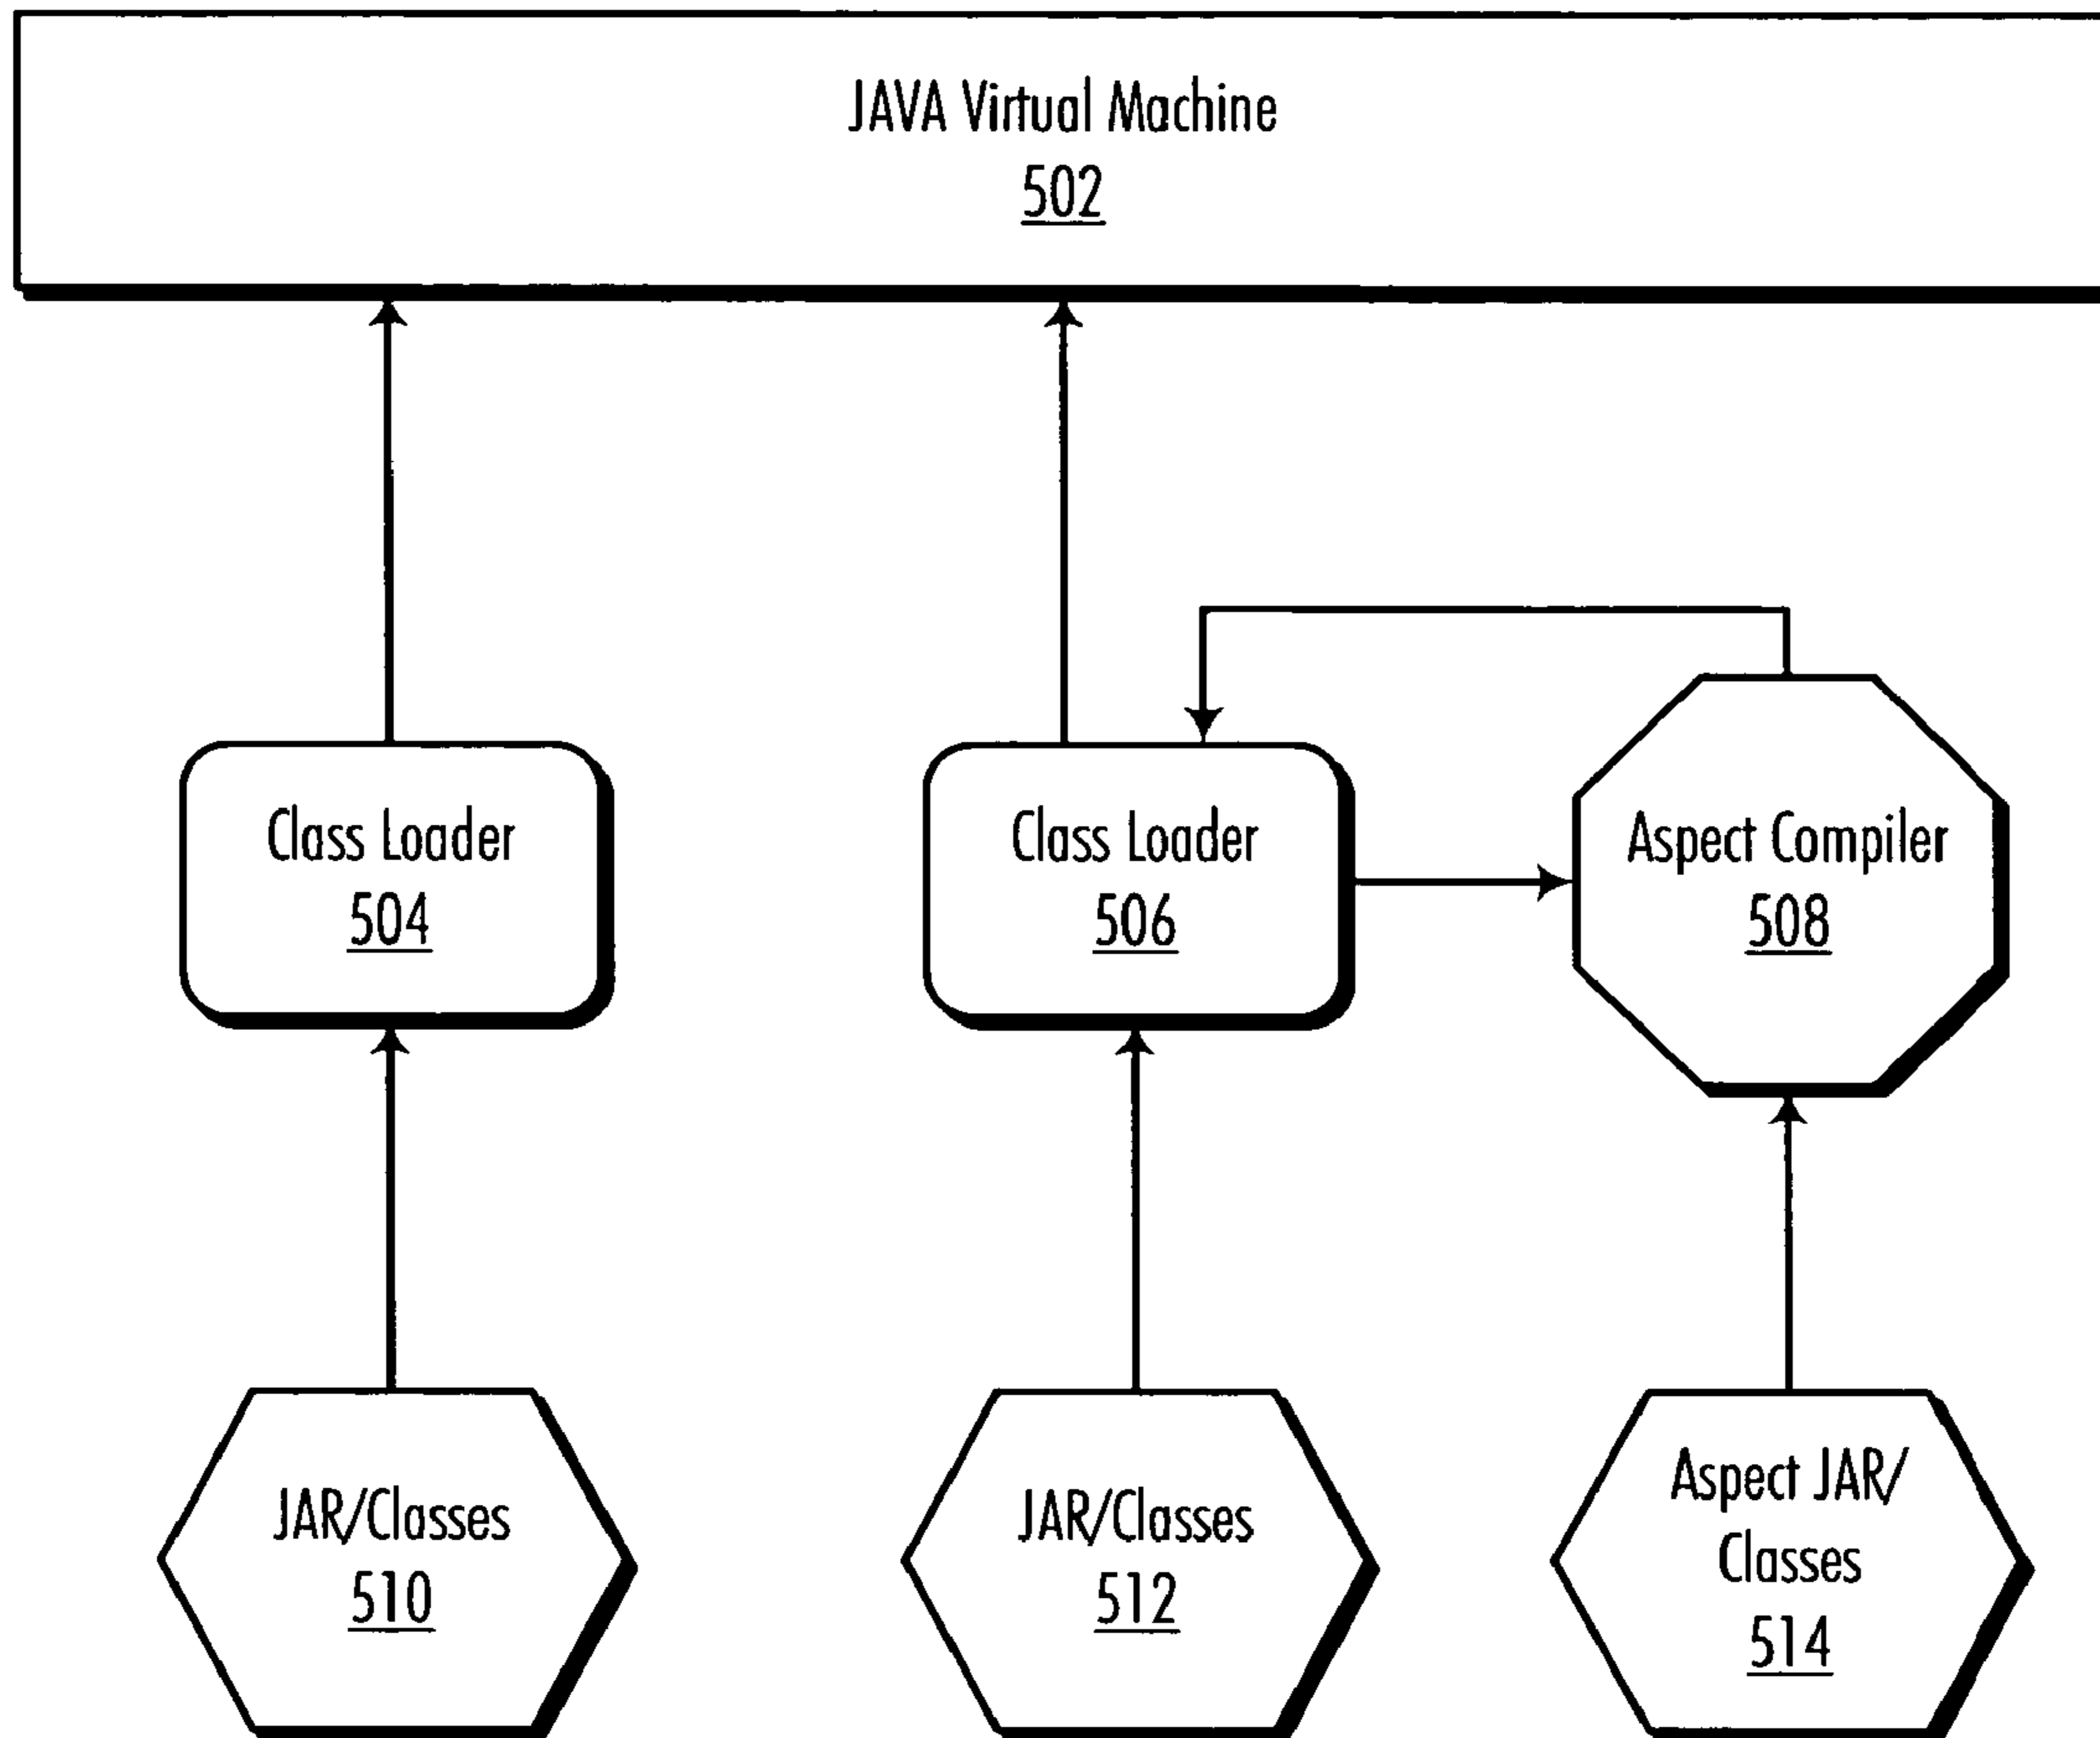 JAVA Virtual Machine
502
Class Loader
504
Class Loader
506
Aspect Compiler
508
JAR/Classes
510
JAR/Classes
512
Aspect JAR/
Classes
514